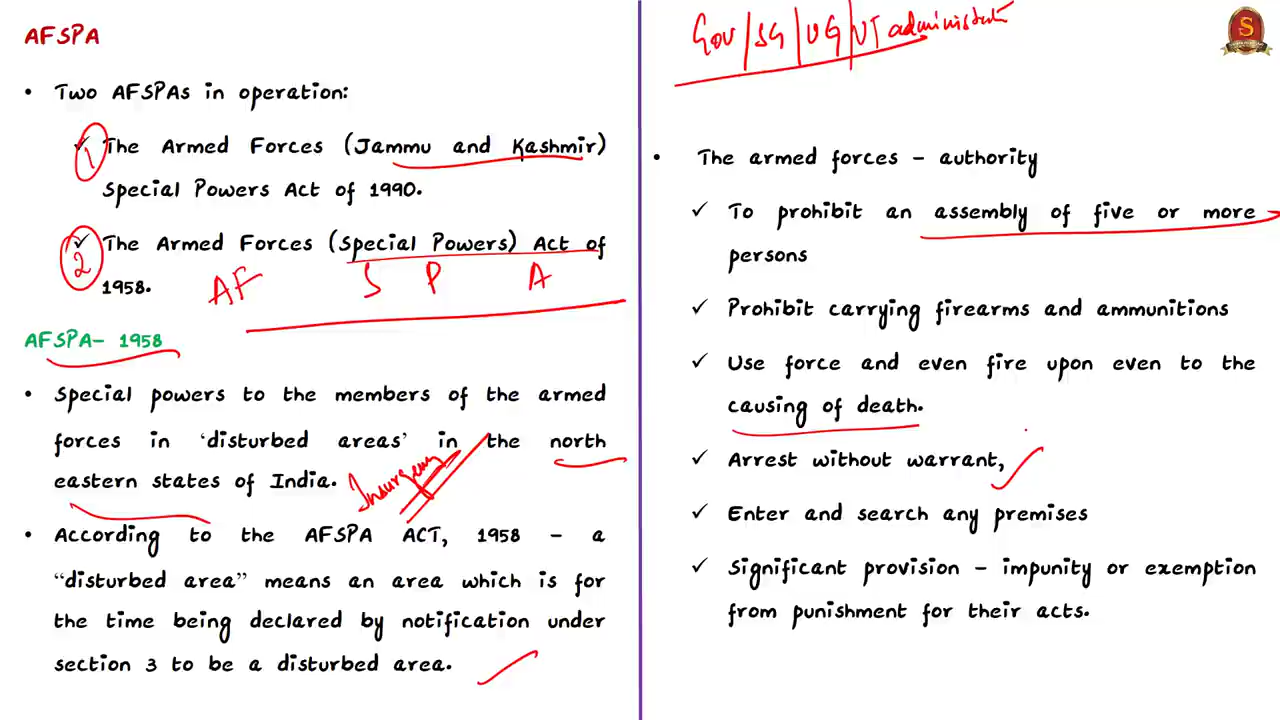 AFSPA
• Two AFSPAs in operation:
✓ The Armed Forces (Jammu and Kashmir)
Special Powers Act of 1990.
1
✓ The Armed Forces (Special Powers) Act of
1958.
2
AF S P A
AFSPA- 1958
• Special powers to the members of the armed
forces in ‘disturbed areas’ in the north
eastern states of India.
Insurgency
• According to the AFSPA ACT, 1958 - a
“disturbed area” means an area which is for
the time being declared by notification under
section 3 to be a disturbed area.
Gov/SG/UG/UT administrat
S
• The armed forces - authority
✓ To prohibit an assembly of five or more
persons
✓ Prohibit carrying firearms and ammunitions
✓ Use force and even fire upon even to the
causing of death.
✓ Arrest without warrant,
✓ Enter and search any premises
✓ Significant provision - impunity or exemption
from punishment for their acts.